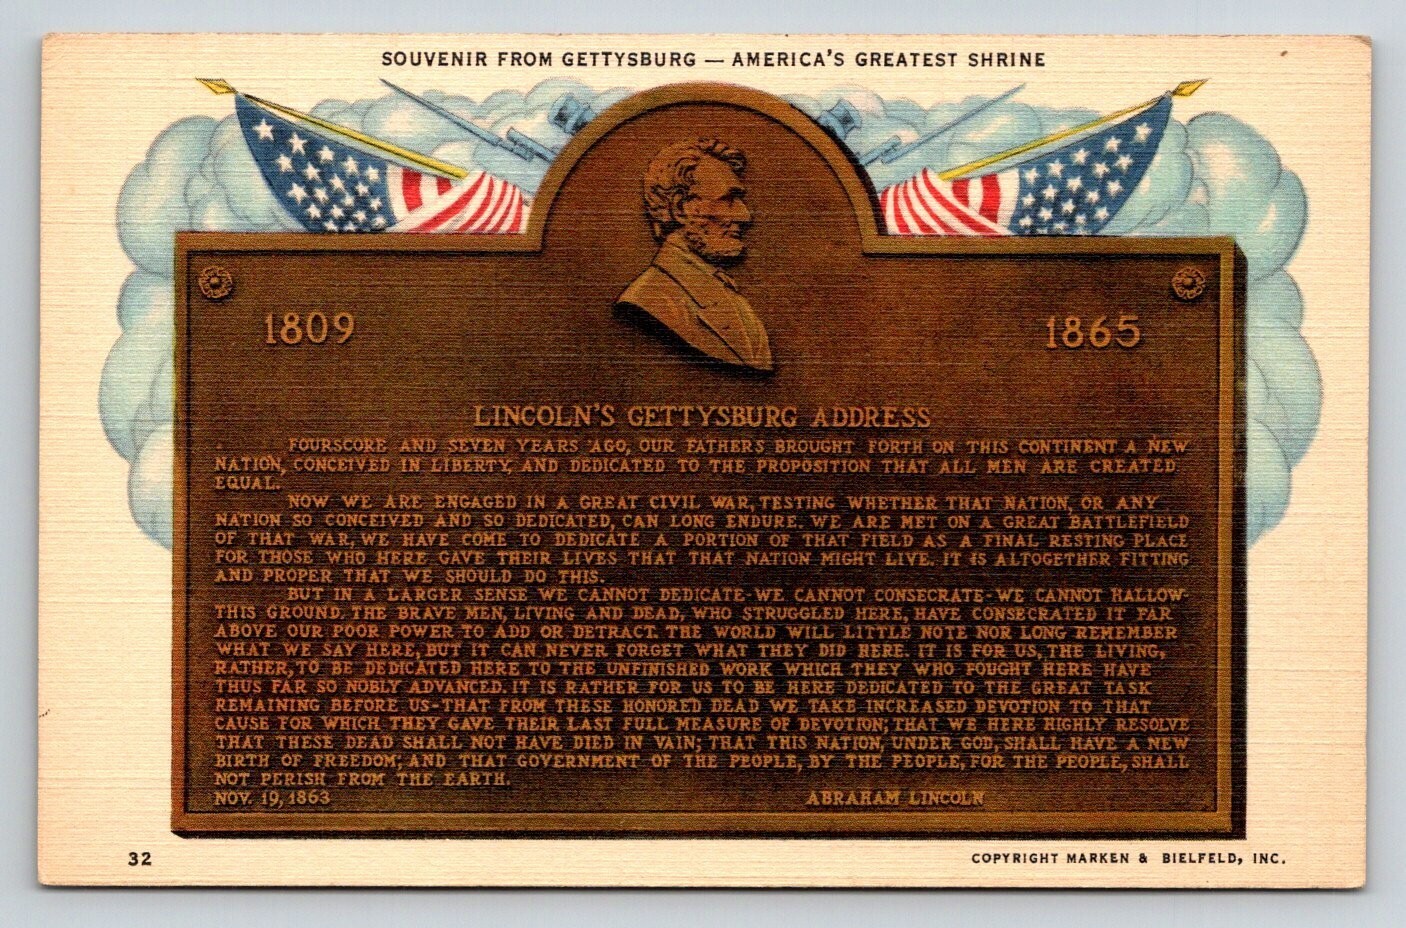 SOUVENIR FROM GETTYSBURG — AMERICA'S GREATEST SHRINE
1809
1865
LINCOLN'S GETTYSBURG ADDRESS
FOURSCORE AND SEVEN YEARS AGO, OUR FATHERS BROUGHT FORTH ON THIS CONTINENT A NEW
NATION, CONCEIVED IN LIBERTY, AND DEDICATED TO THE PROPOSITION THAT ALL MEN ARE CREATED
EQUAL.
NOW WE ARE ENGAGED IN A GREAT CIVIL WAR, TESTING WHETHER THAT NATION, OR ANY
NATION SO CONCEIVED AND SO DEDICATED, CAN LONG ENDURE. WE ARE MET ON A GREAT BATTLEFIELD
OF THAT WAR, WE HAVE COME TO DEDICATE A PORTION OF THAT FIELD AS A FINAL RESTING PLACE
FOR THOSE WHO HERE GAVE THEIR LIVES THAT THAT NATION MIGHT LIVE. IT IS ALTOGETHER FITTING
AND PROPER THAT WE SHOULD DO THIS.
BUT IN A LARGER SENSE WE CANNOT DEDICATE-WE CANNOT CONSECRATE-WE CANNOT HALLOW-
THIS GROUND. THE BRAVE MEN, LIVING AND DEAD, WHO STRUGGLED HERE, HAVE CONSECRATED IT FAR
ABOVE OUR POOR POWER TO ADD OR DETRACT. THE WORLD WILL LITTLE NOTE NOR LONG REMEMBER
WHAT WE SAY HERE, BUT IT CAN NEVER FORGET WHAT THEY DID HERE. IT IS FOR US, THE LIVING,
RATHER, TO BE DEDICATED HERE TO THE UNFINISHED WORK WHICH THEY WHO FOUGHT HERE HAVE
THUS FAR SO NOBLY ADVANCED. IT IS RATHER FOR US TO BE HERE DEDICATED TO THE GREAT TASK
REMAINING BEFORE US-THAT FROM THESE HONORED DEAD WE TAKE INCREASED DEVOTION TO THAT
CAUSE FOR WHICH THEY GAVE THEIR LAST FULL MEASURE OF DEVOTION; THAT WE HERE HIGHLY RESOLVE
THAT THESE DEAD SHALL NOT HAVE DIED IN VAIN; THAT THIS NATION, UNDER GOD, SHALL HAVE A NEW
BIRTH OF FREEDOM; AND THAT GOVERNMENT OF THE PEOPLE, BY THE PEOPLE, FOR THE PEOPLE, SHALL
NOT PERISH FROM THE EARTH.
NOV. 19, 1863 ABRAHAM LINCOLN
32
COPYRIGHT MARKEN & BIELFELD, INC.